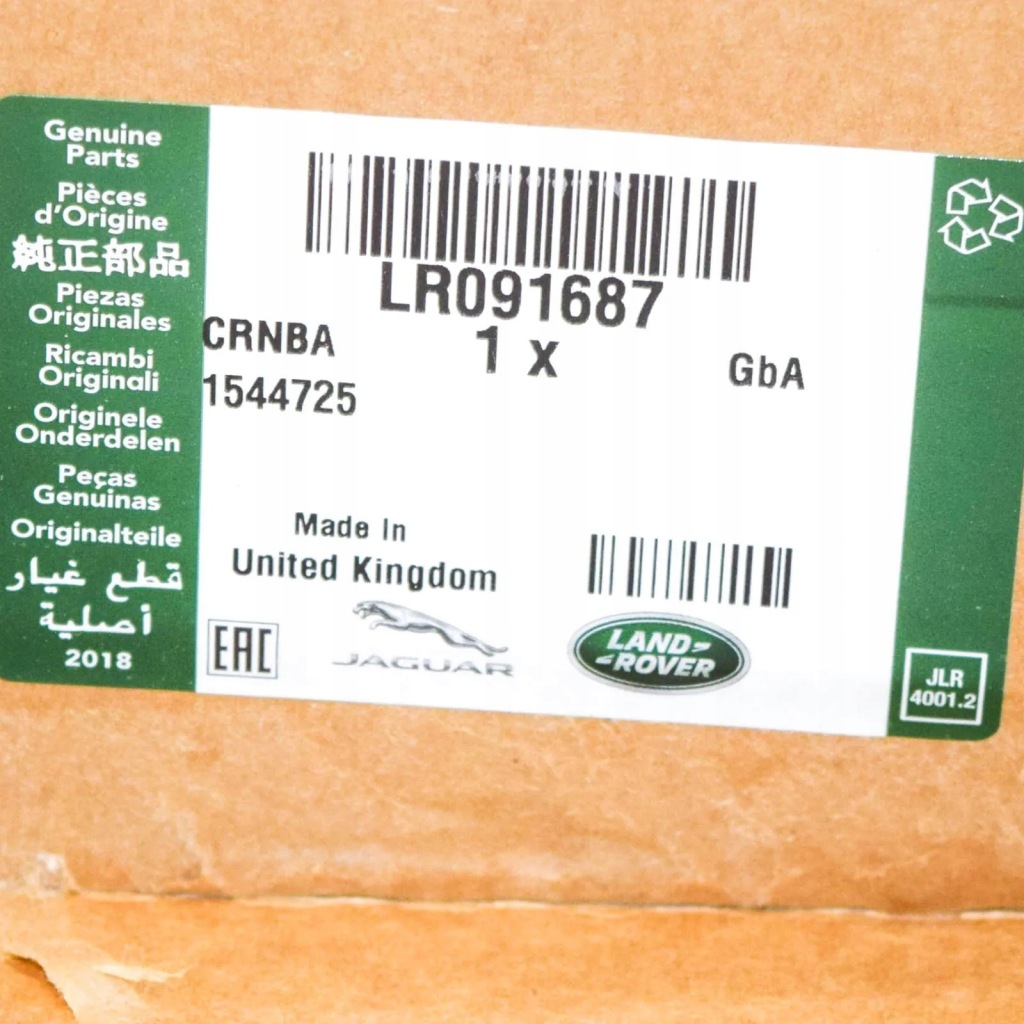 Genuine
Parts
Pièces
d'Origine
純正部品
Piezas
Originales
Ricambi
Originali
Originele
Onderdelen
Peças
Genuinas
Originalteile
قطع غيار
أصلية
2018
LR091687
CRNBA
1 x
GbA
1544725
Made In
United Kingdom
EAC
JAGUAR
LAND
ROVER
JLR
4001.2